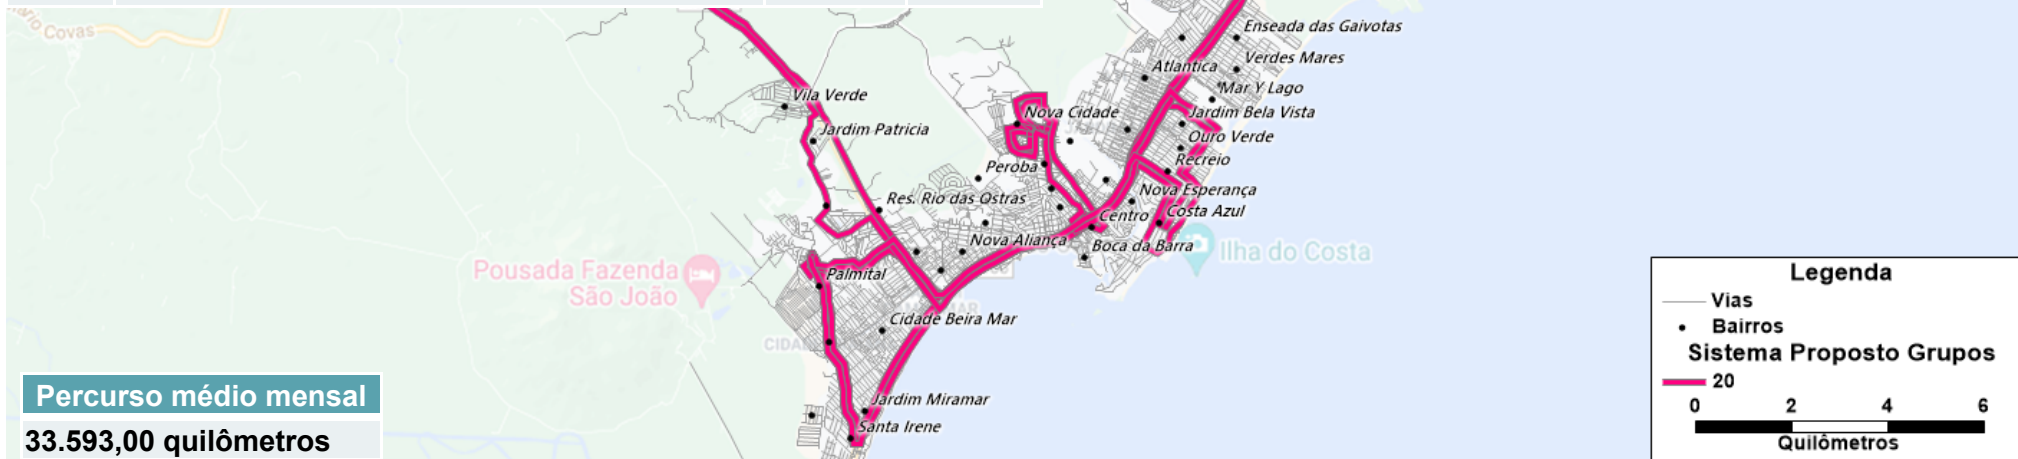 Covas
Enseada das Gaivotas
Verdes Mares
Atlantica
Mar Y Lago
Vila Verde
Nova Cidade
Jardim Bela Vista
Jardim Patricia
Ouro Verde
Peroba
Recreio
Res. Rio das Ostras
Nova Esperança
Centro
Costa Azul
Nova Aliança
Boca da Barra
Ilha do Costa
Pousada Fazenda
São João
Palmital
Cidade Beira Mar
CIDA
Jardim Miramar
Santa Irene
Percurso médio mensal
33.593,00 quilômetros
Legenda
Vias
Bairros
Sistema Proposto Grupos
20
0 2 4 6
Quilômetros